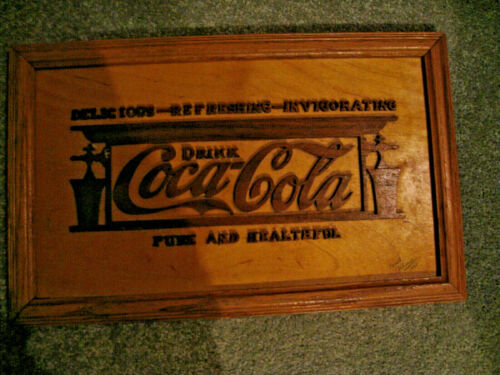 DELICIOUS—REFRESHING—INVIGORATING
DRINK
Coca-Cola
PURE AND HEALTHFUL